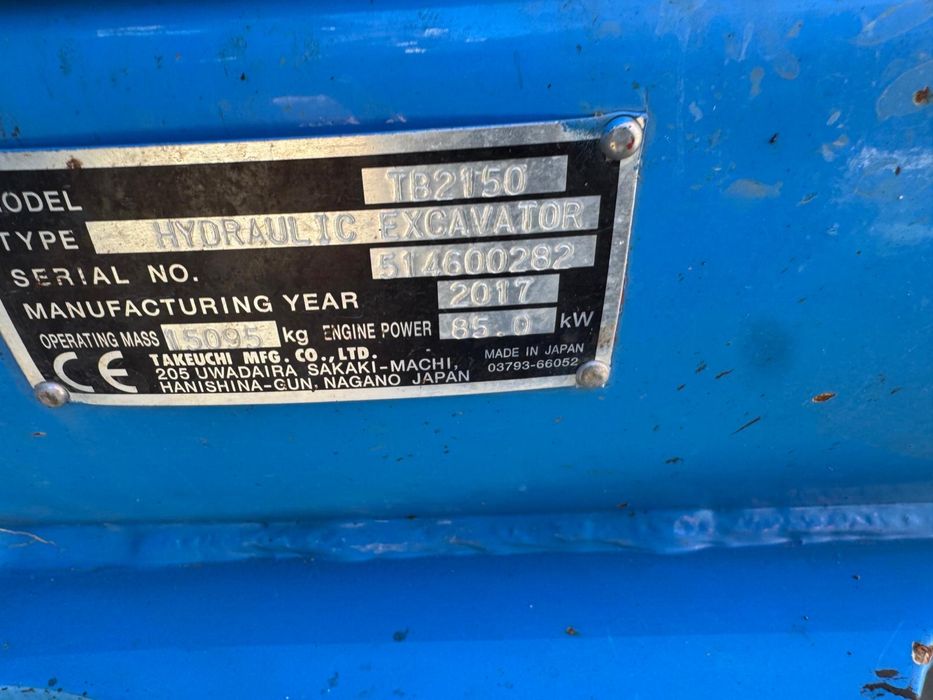 MODEL TB2150
TYPE HYDRAULIC EXCAVATOR
SERIAL NO. 514600282
MANUFACTURING YEAR 2017
OPERATING MASS 15095 kg ENGINE POWER 85.0 kW
CE TAKEUCHI MFG. CO., LTD.
205 UWADAIRA, SAKAKI-MACHI,
HANISHINA-GUN, NAGANO JAPAN
MADE IN JAPAN
03793-66052